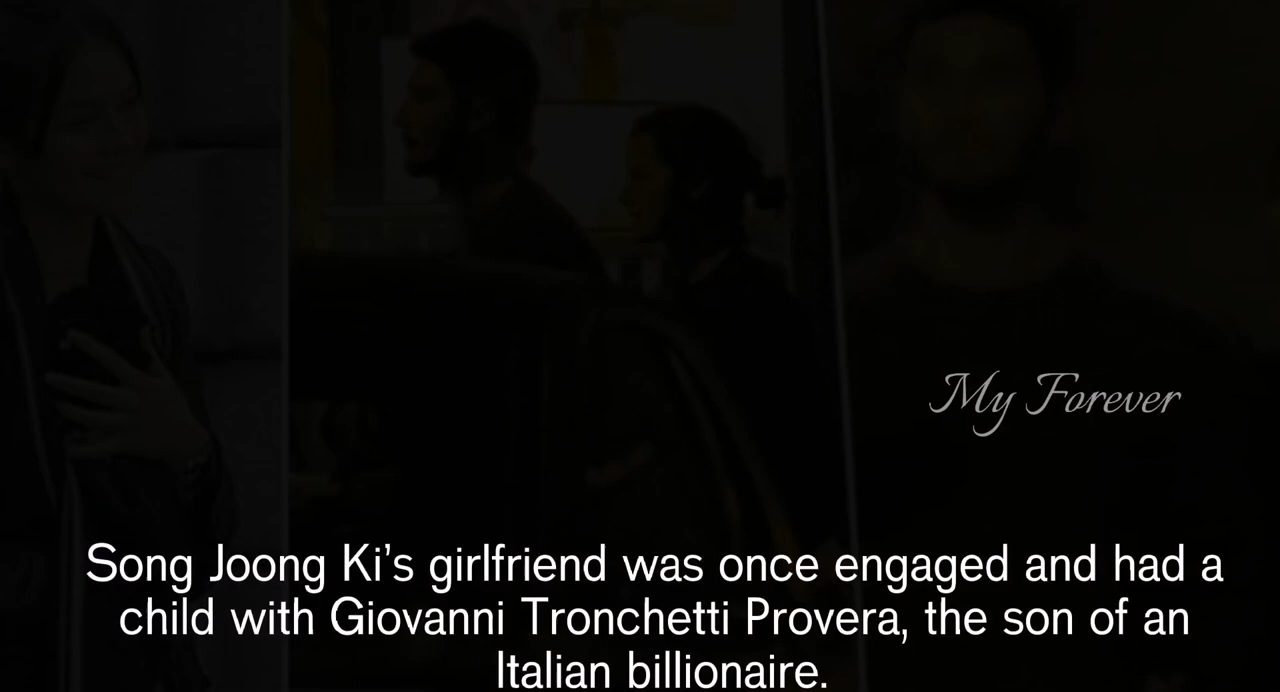 My Forever
Song Joong Ki's girlfriend was once engaged and had a
child with Giovanni Tronchetti Provera, the son of an
Italian billionaire.